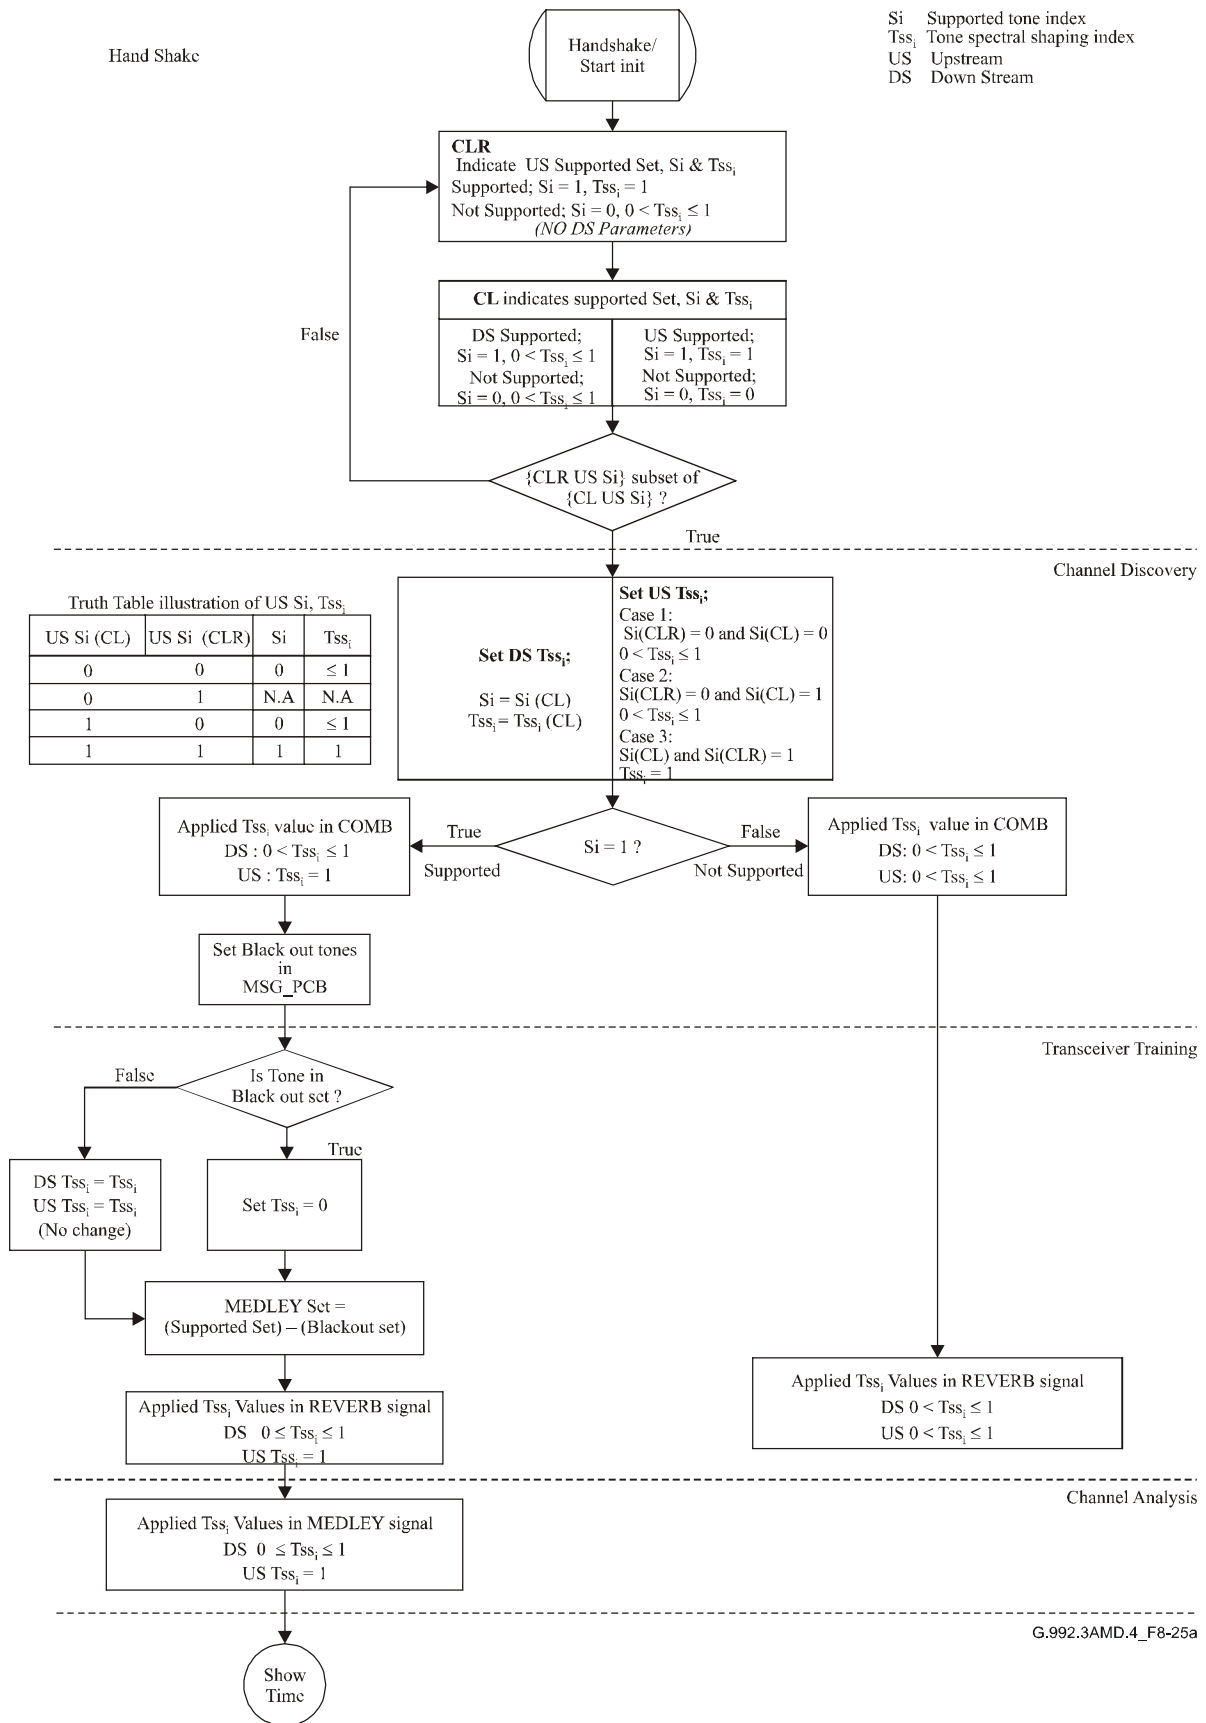 Hand Shake
Handshake/
Start init
Si Supported tone index
Tssi Tone spectral shaping index
US Upstream
DS Down Stream
CLR
Indicate US Supported Set, Si & Tssi
Supported; Si = 1, Tssi = 1
Not Supported; Si = 0, 0 < Tssi ≤ 1
(NO DS Parameters)
CL indicates supported Set, Si & Tssi
DS Supported;
Si = 1, 0 < Tssi ≤ 1
Not Supported;
Si = 0, 0 < Tssi ≤ 1
US Supported;
Si = 1, Tssi = 1
Not Supported;
Si = 0, Tssi = 0
False
{CLR US Si} subset of
{CL US Si} ?
True
Channel Discovery
Truth Table illustration of US Si, Tssi
US Si (CL) US Si (CLR) Si Tssi
0 0 0 ≤ 1
0 1 N.A N.A
1 0 0 ≤ 1
1 1 1 1
Set DS Tssi;
Si = Si (CL)
Tssi = Tssi (CL)
Set US Tssi;
Case 1:
Si(CLR) = 0 and Si(CL) = 0
0 < Tssi ≤ 1
Case 2:
Si(CLR) = 0 and Si(CL) = 1
0 < Tssi ≤ 1
Case 3:
Si(CL) and Si(CLR) = 1
Tssi = 1
Applied Tssi value in COMB
DS : 0 < Tssi ≤ 1
US : Tssi = 1
True
Supported
Si = 1 ?
False
Not Supported
Applied Tssi value in COMB
DS: 0 < Tssi ≤ 1
US: 0 < Tssi ≤ 1
Set Black out tones
in
MSG_PCB
Transceiver Training
False
Is Tone in
Black out set ?
True
DS Tssi = Tssi
US Tssi = Tssi
(No change)
Set Tssi = 0
MEDLEY Set =
(Supported Set) – (Blackout set)
Applied Tssi Values in REVERB signal
DS 0 ≤ Tssi ≤ 1
US Tssi = 1
Applied Tssi Values in REVERB signal
DS 0 < Tssi ≤ 1
US 0 < Tssi ≤ 1
Channel Analysis
Applied Tssi Values in MEDLEY signal
DS 0 ≤ Tssi ≤ 1
US Tssi = 1
G.992.3AMD.4_F8-25a
Show
Time